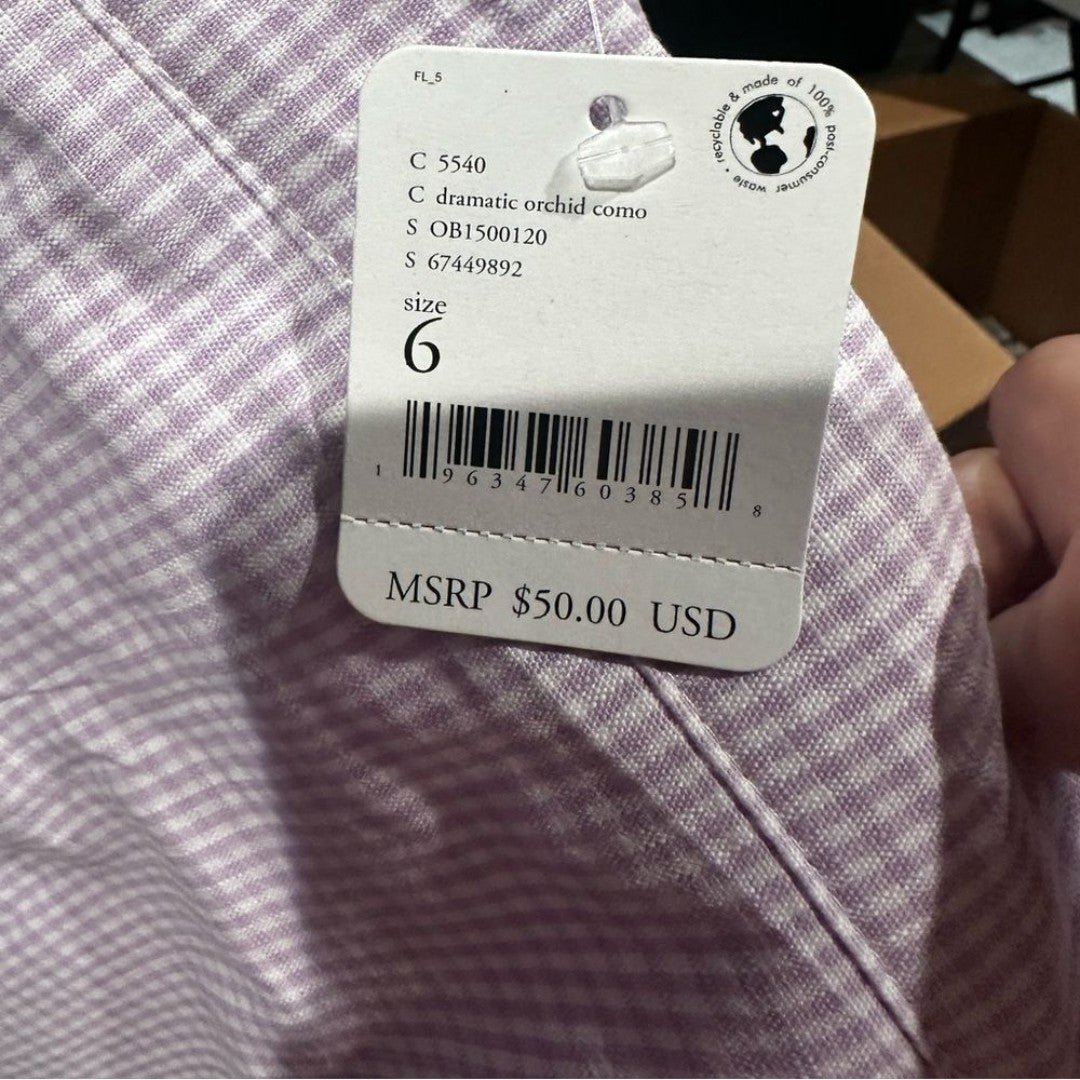 FL_5
recyclable & made of 100% post-consumer waste •
C 5540
C dramatic orchid como
S OB1500120
S 67449892
size
6
1 96347 60385 8
MSRP $50.00 USD